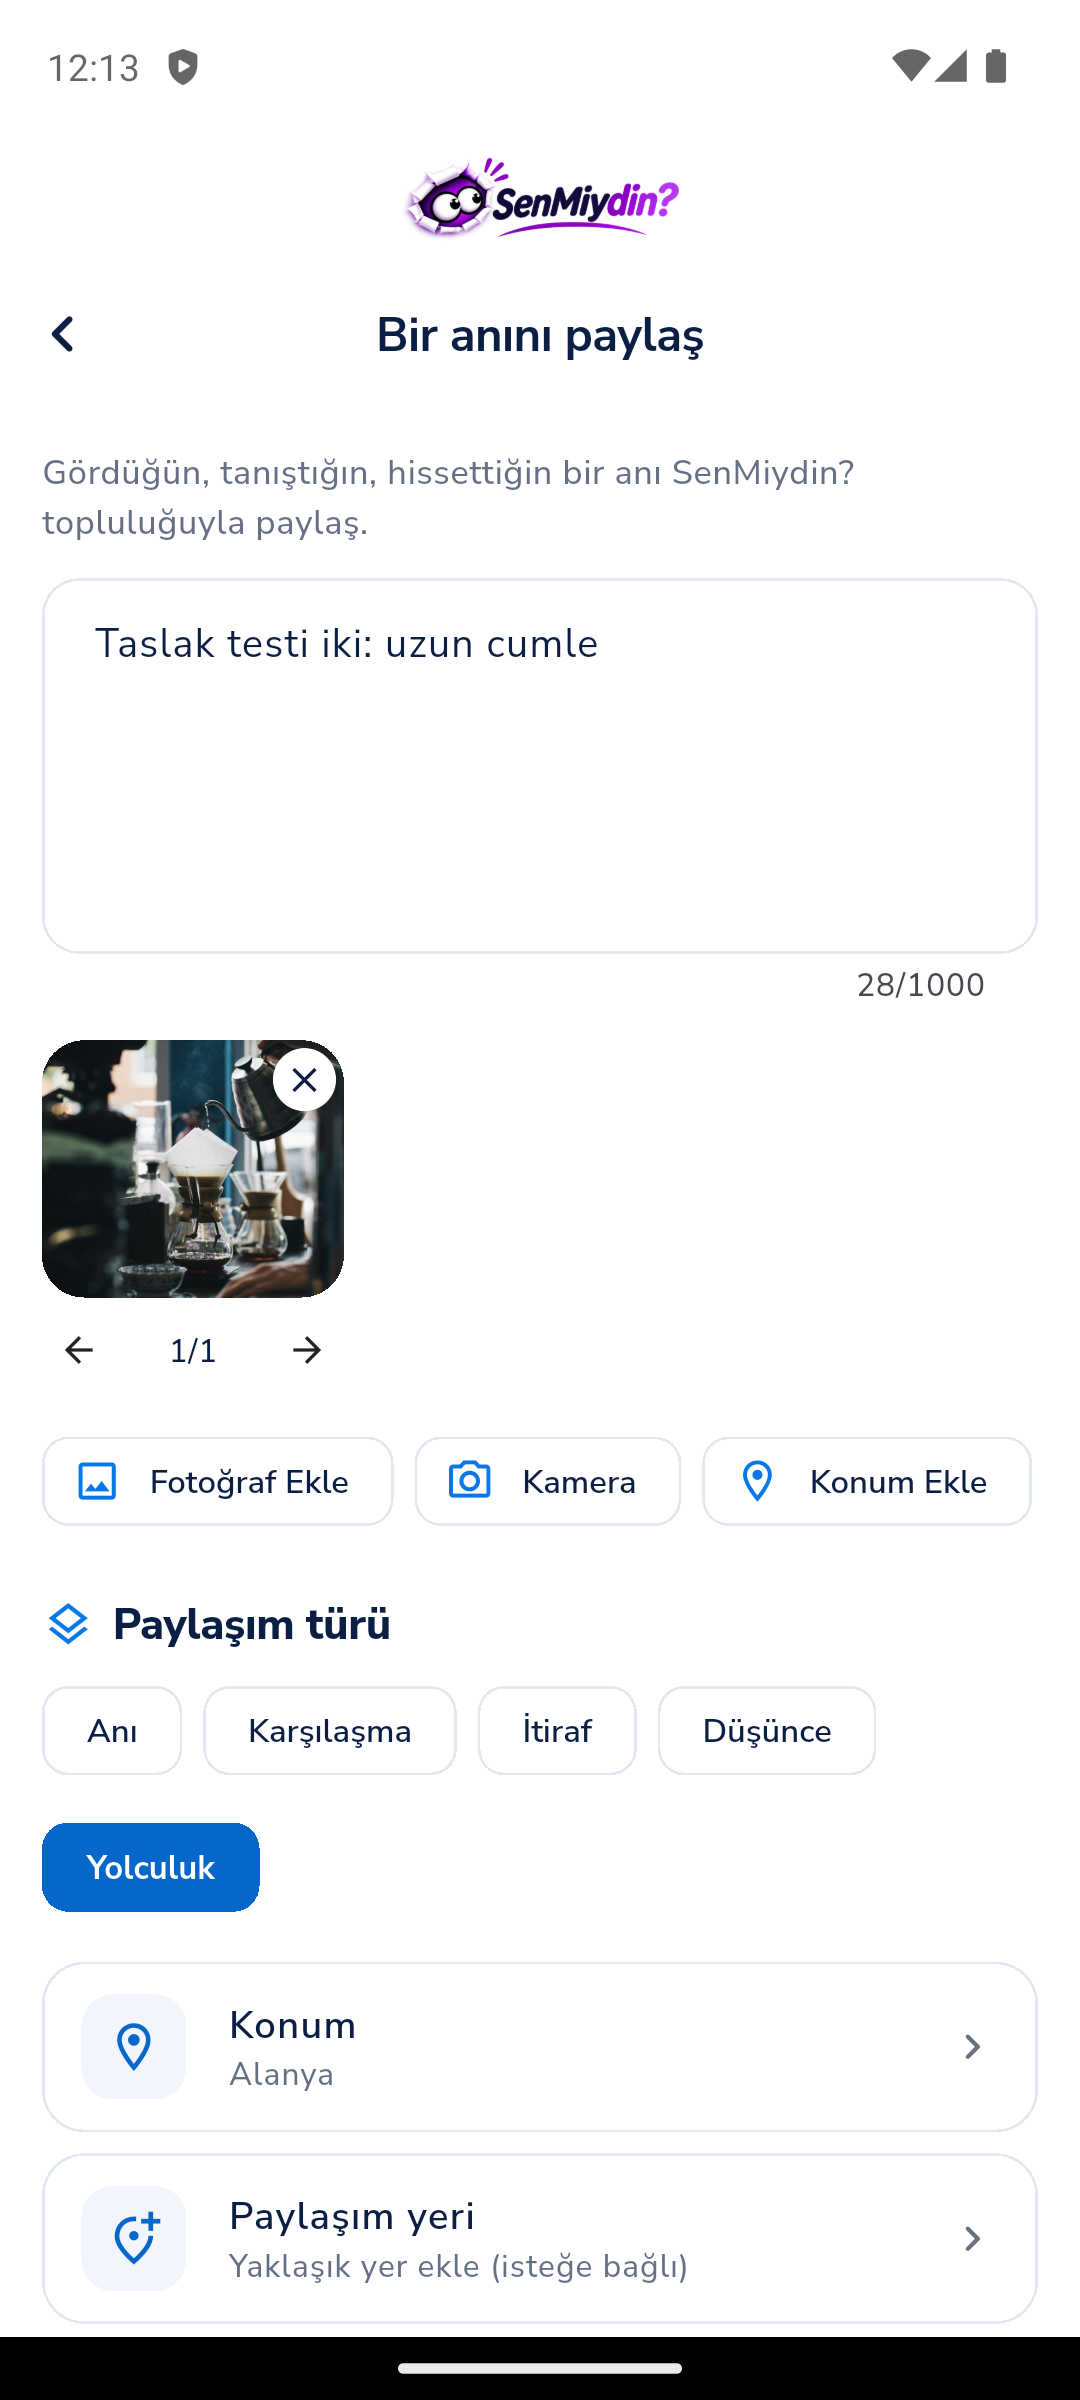 12:13
SenMiydin?
Bir anını paylaş
Gördüğün, tanıştığın, hissettiğin bir anı SenMiydin?
topluluğuyla paylaş.
Taslak testi iki: uzun cumle
28/1000
1/1
Fotoğraf Ekle
Kamera
Konum Ekle
Paylaşım türü
Anı
Karşılaşma
İtiraf
Düşünce
Yolculuk
Konum
Alanya
Paylaşım yeri
Yaklaşık yer ekle (isteğe bağlı)